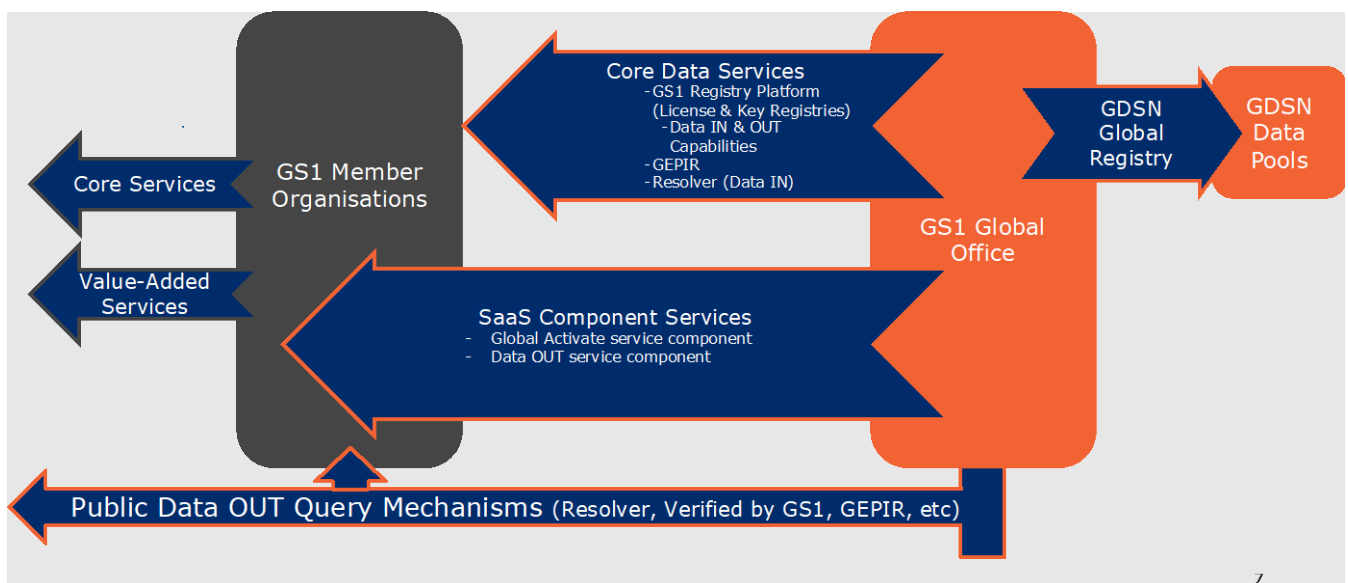 Core Services
Value-Added
Services
GS1 Member
Organisations
Core Data Services
-GS1 Registry Platform
(License & Key Registries)
-Data IN & OUT
Capabilities
-GEPIR
-Resolver (Data IN)
SaaS Component Services
- Global Activate service component
- Data OUT service component
GS1 Global
Office
GDSN
Global
Registry
GDSN
Data
Pools
Public Data OUT Query Mechanisms (Resolver, Verified by GS1, GEPIR, etc)